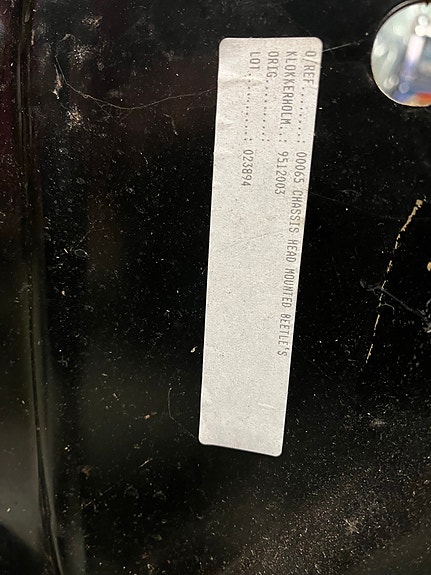 O/REF.........: 00065 CHASSIS HEAD MOUNTED BEETLE'S
KLOKKERHOLM..: 9512003
ORIG..........:
LOT...........: 023894